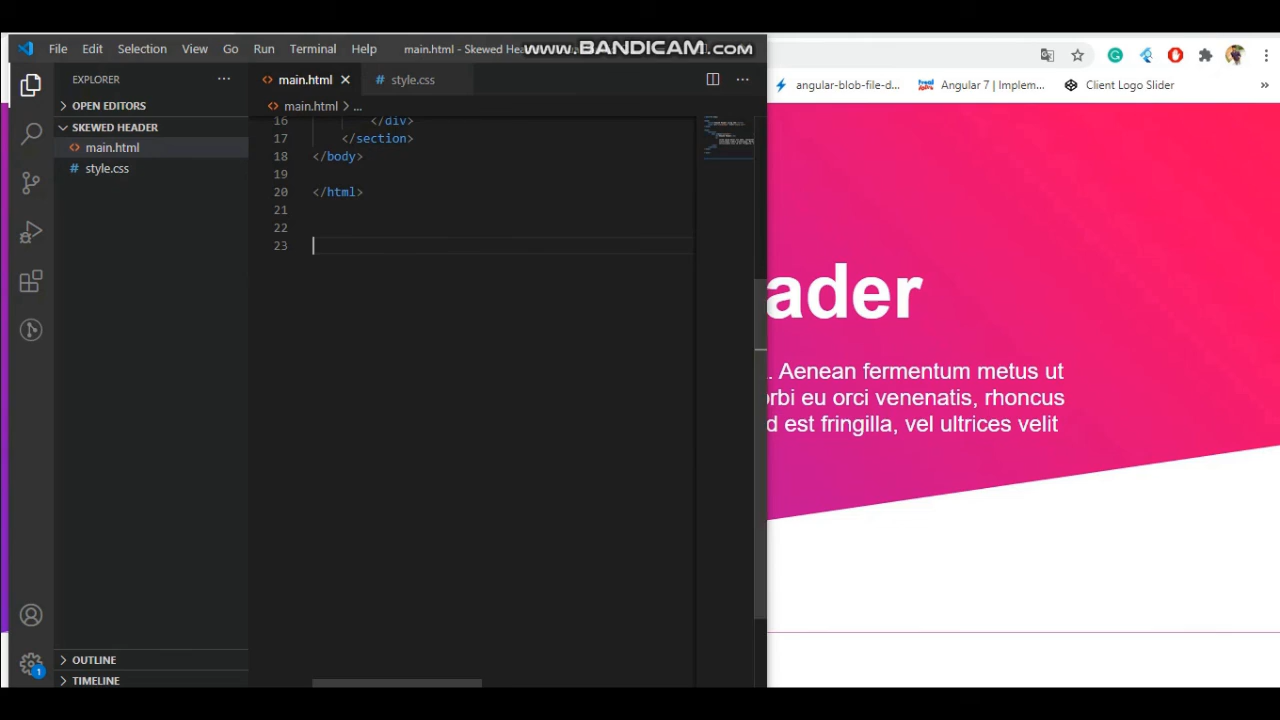 File Edit Selection View Go Run Terminal Help main.html - Skewed He
www.BANDICAM.com
EXPLORER
main.html
style.css
angular-blob-file-d...
Angular 7 | Implem...
Client Logo Slider
»
OPEN EDITORS
main.html > ...
SKEWED HEADER
main.html
style.css
16 </div>
17 </section>
18 </body>
19
20 </html>
21
22
23
ader
. Aenean fermentum metus ut
orbi eu orci venenatis, rhoncus
d est fringilla, vel ultrices velit
OUTLINE
TIMELINE
1